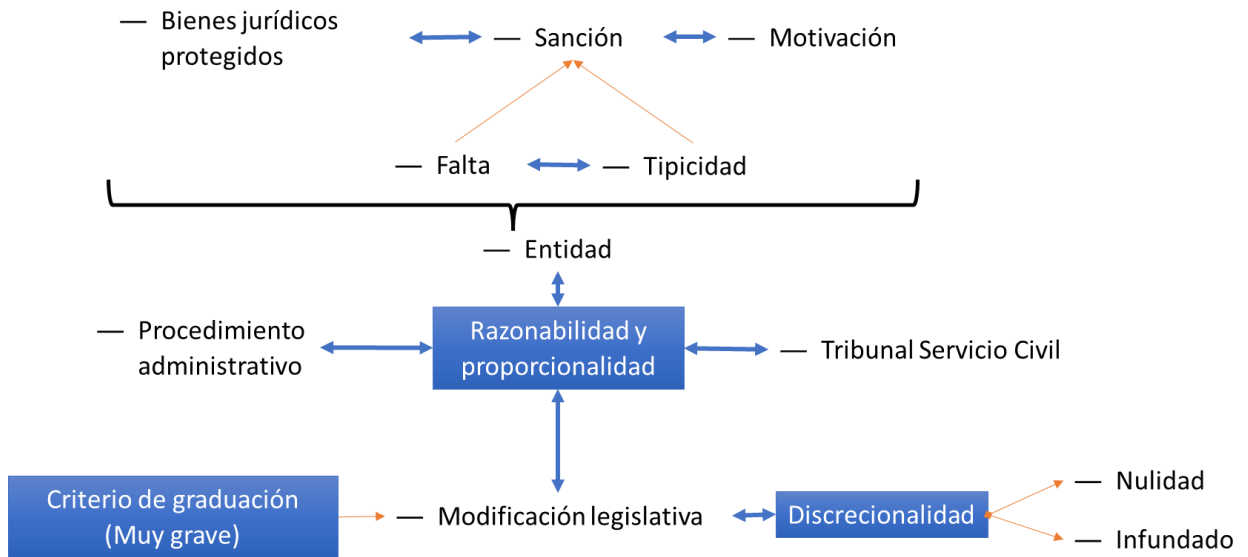 — Bienes jurídicos
protegidos
— Sanción
— Motivación
— Falta
— Tipicidad
— Entidad
— Procedimiento
administrativo
Razonabilidad y
proporcionalidad
— Tribunal Servicio Civil
Criterio de graduación
(Muy grave)
— Modificación legislativa
Discrecionalidad
— Nulidad
— Infundado